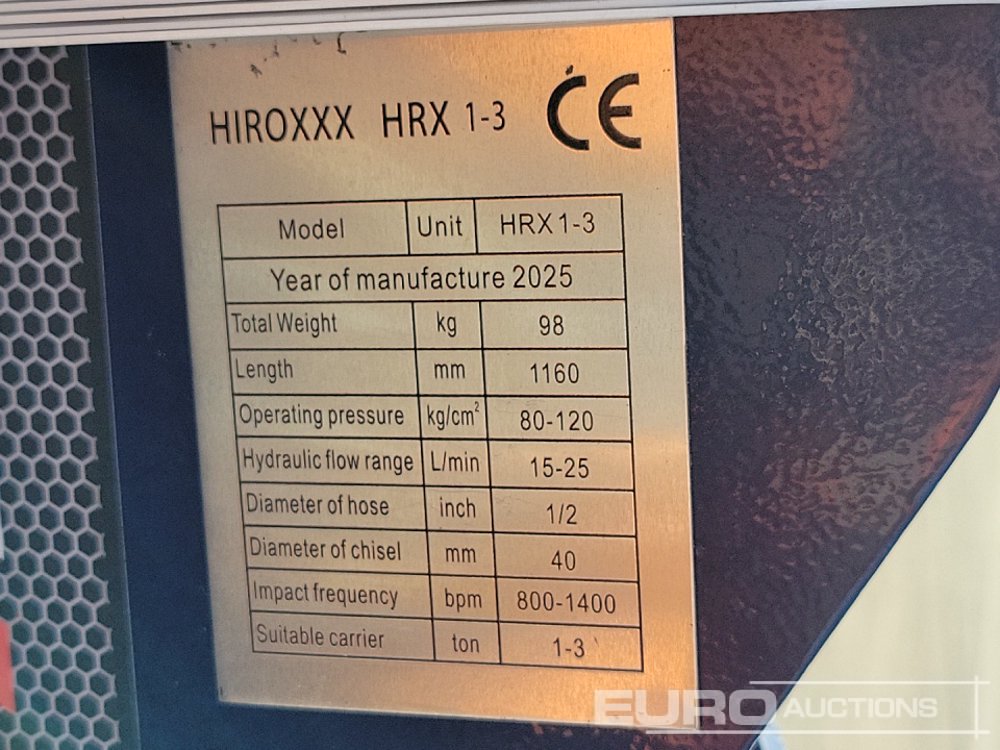 HIROXXX HRX 1-3 CE
Model Unit HRX 1-3
Year of manufacture 2025
Total Weight kg 98
Length mm 1160
Operating pressure kg/cm² 80-120
Hydraulic flow range L/min 15-25
Diameter of hose inch 1/2
Diameter of chisel mm 40
Impact frequency bpm 800-1400
Suitable carrier ton 1-3
EURO AUCTIONS